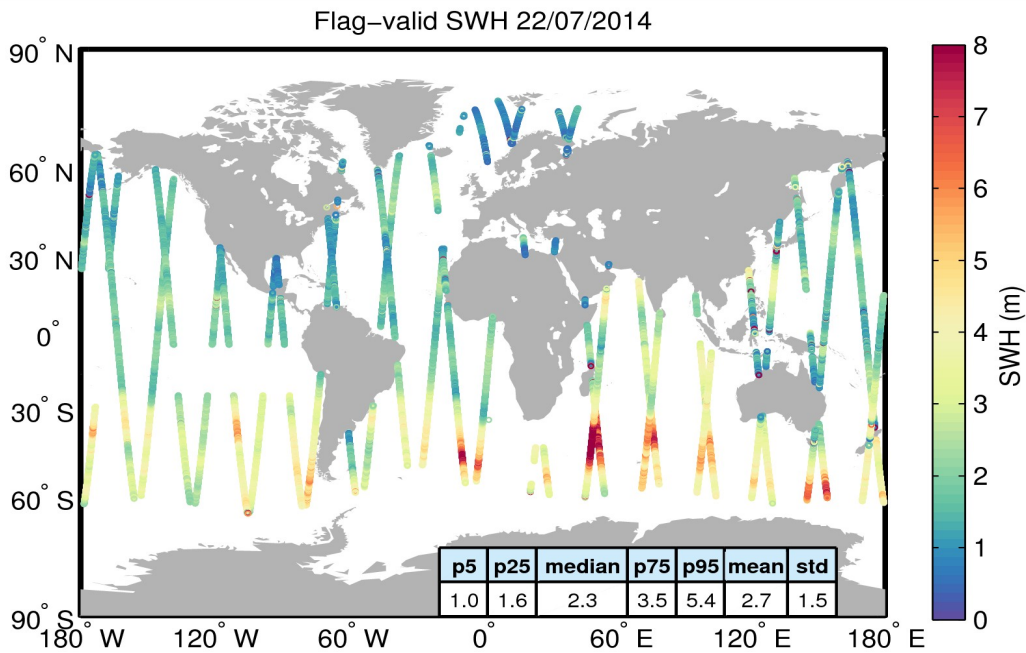 Flag−valid SWH 22/07/2014
90° N
60° N
30° N
0°
30° S
60° S
90° S
180° W
120° W
60° W
0°
60° E
120° E
180° E
p5 p25 median p75 p95 mean std
1.0 1.6 2.3 3.5 5.4 2.7 1.5
8
7
6
5
4
3
2
1
0
SWH (m)